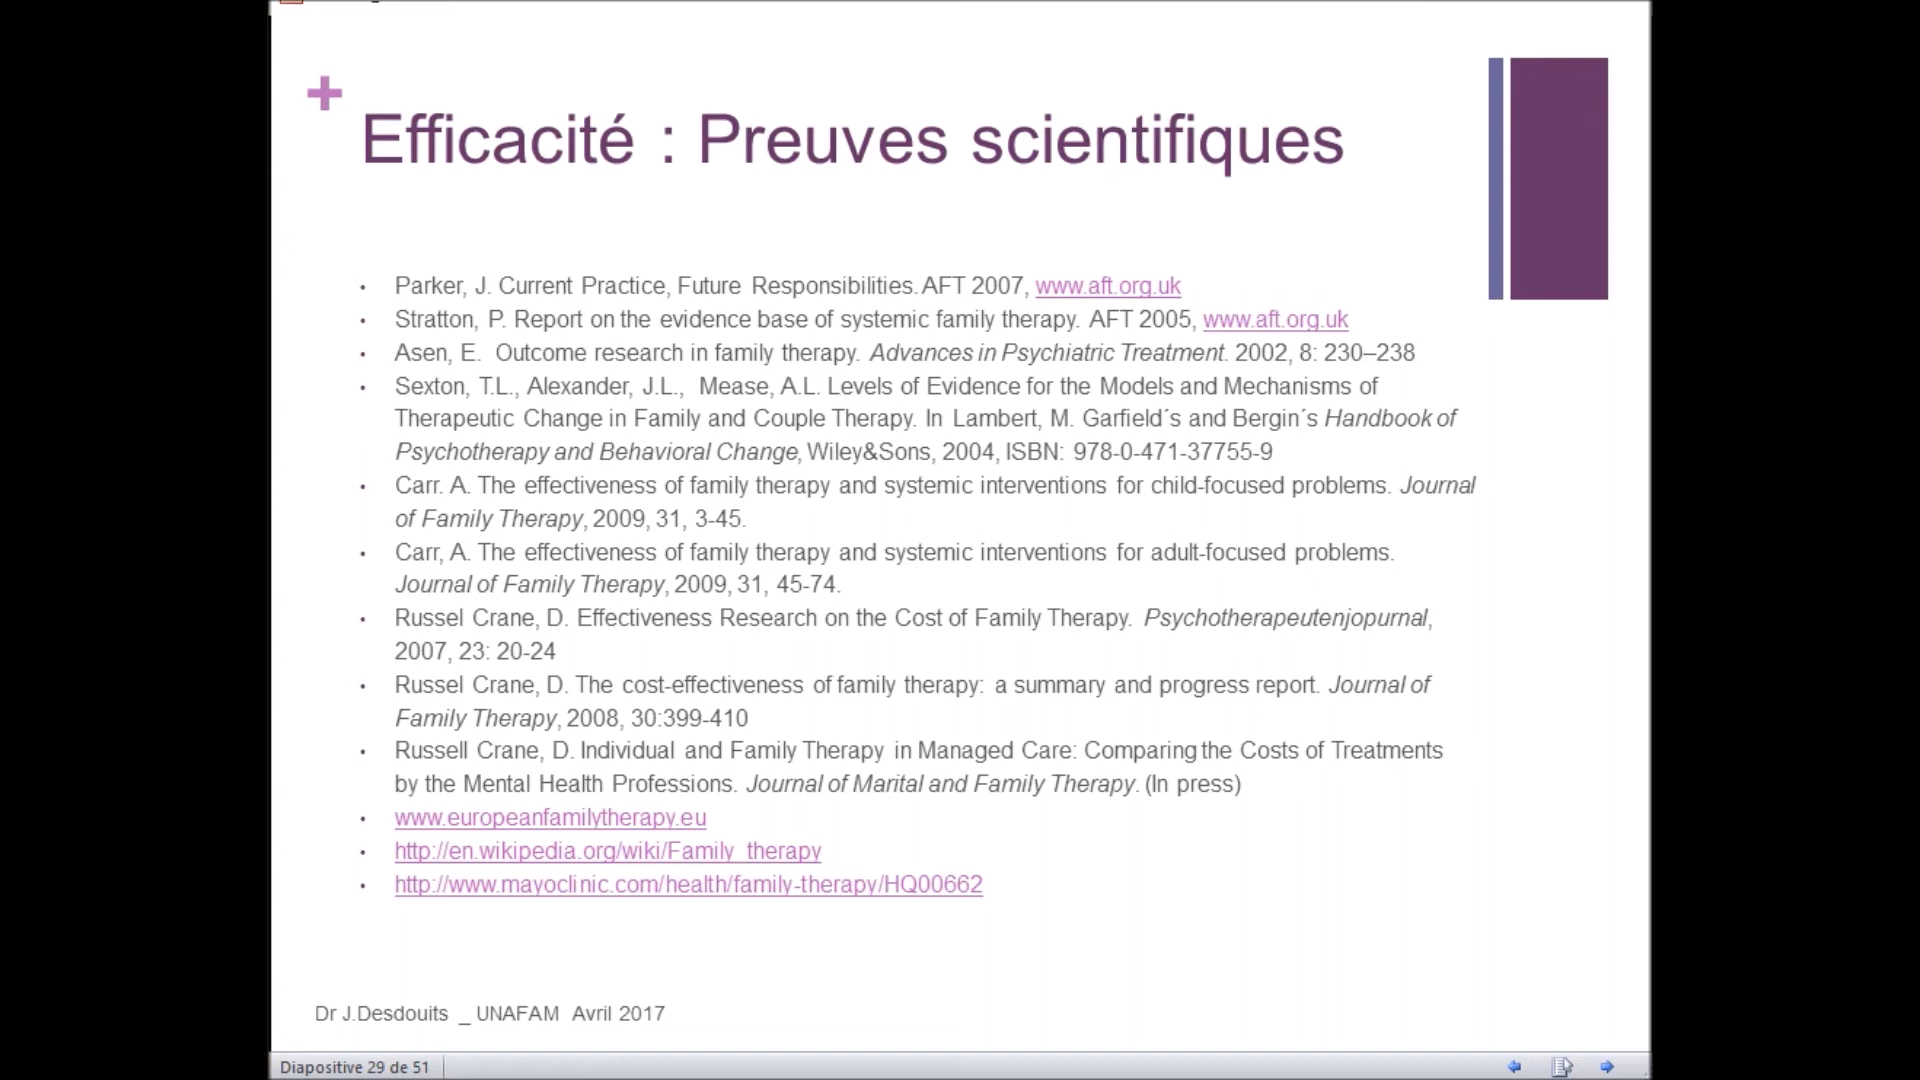 +
Efficacité : Preuves scientifiques
• Parker, J. Current Practice, Future Responsibilities. AFT 2007, www.aft.org.uk
• Stratton, P. Report on the evidence base of systemic family therapy. AFT 2005, www.aft.org.uk
• Asen, E. Outcome research in family therapy. Advances in Psychiatric Treatment. 2002, 8: 230–238
• Sexton, T.L., Alexander, J.L., Mease, A.L. Levels of Evidence for the Models and Mechanisms of
Therapeutic Change in Family and Couple Therapy. In Lambert, M. Garfield´s and Bergin´s Handbook of
Psychotherapy and Behavioral Change, Wiley&Sons, 2004, ISBN: 978-0-471-37755-9
• Carr. A. The effectiveness of family therapy and systemic interventions for child-focused problems. Journal
of Family Therapy, 2009, 31, 3-45.
• Carr, A. The effectiveness of family therapy and systemic interventions for adult-focused problems.
Journal of Family Therapy, 2009, 31, 45-74.
• Russel Crane, D. Effectiveness Research on the Cost of Family Therapy. Psychotherapeutenjopurnal,
2007, 23: 20-24
• Russel Crane, D. The cost-effectiveness of family therapy: a summary and progress report. Journal of
Family Therapy, 2008, 30:399-410
• Russell Crane, D. Individual and Family Therapy in Managed Care: Comparing the Costs of Treatments
by the Mental Health Professions. Journal of Marital and Family Therapy. (In press)
• www.europeanfamilytherapy.eu
• http://en.wikipedia.org/wiki/Family_therapy
• http://www.mayoclinic.com/health/family-therapy/HQ00662
Dr J.Desdouits _ UNAFAM Avril 2017
Diapositive 29 de 51